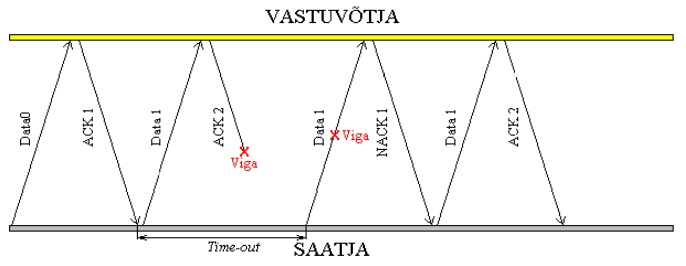 VASTUVÕTJA
Data0
ACK 1
Data 1
ACK 2
Viga
Data 1
Viga
NACK 1
Data 1
ACK 2
Time-out
SAATJA